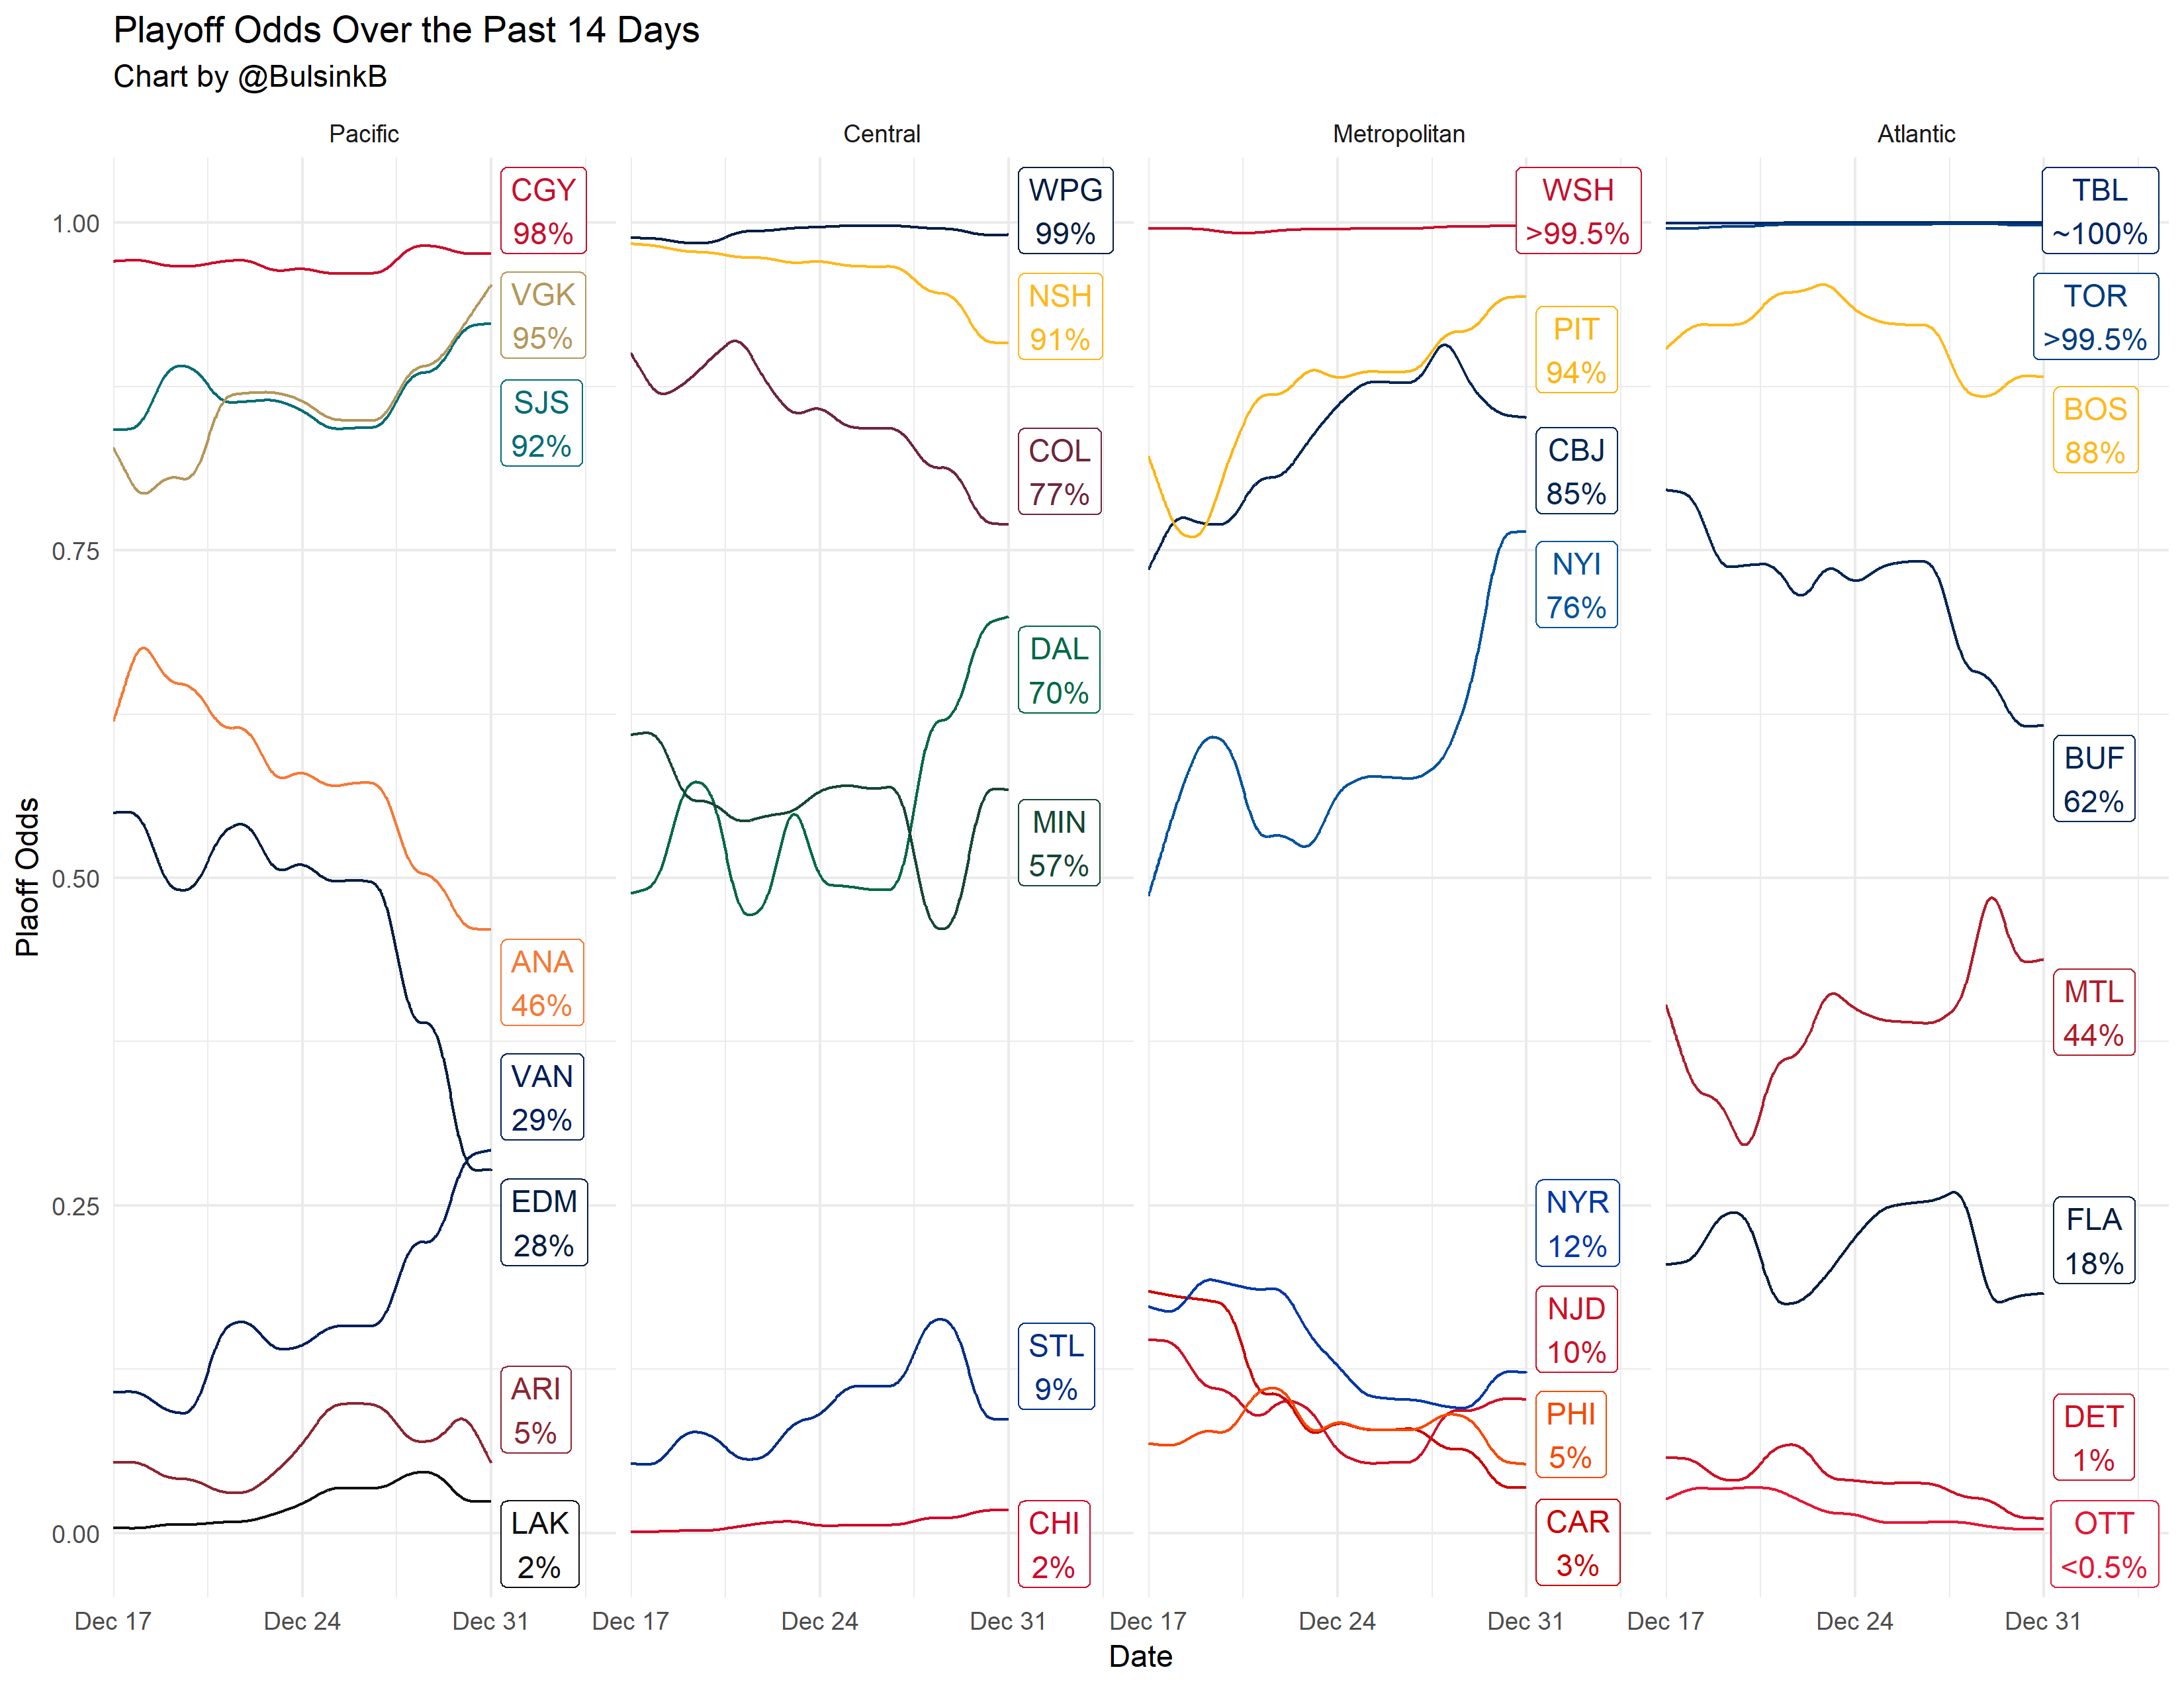 Playoff Odds Over the Past 14 Days
Chart by @BulsinkB
Pacific
Central
Metropolitan
Atlantic
Plaoff Odds
1.00
0.75
0.50
0.25
0.00
CGY
98%
VGK
95%
SJS
92%
ANA
46%
VAN
29%
EDM
28%
ARI
5%
LAK
2%
WPG
99%
NSH
91%
COL
77%
DAL
70%
MIN
57%
STL
9%
CHI
2%
WSH
>99.5%
PIT
94%
CBJ
85%
NYI
76%
NYR
12%
NJD
10%
PHI
5%
CAR
3%
TBL
~100%
TOR
>99.5%
BOS
88%
BUF
62%
MTL
44%
FLA
18%
DET
1%
OTT
<0.5%
Dec 17 Dec 24 Dec 31 Dec 17 Dec 24 Dec 31 Dec 17 Dec 24 Dec 31 Dec 17 Dec 24 Dec 31
Date